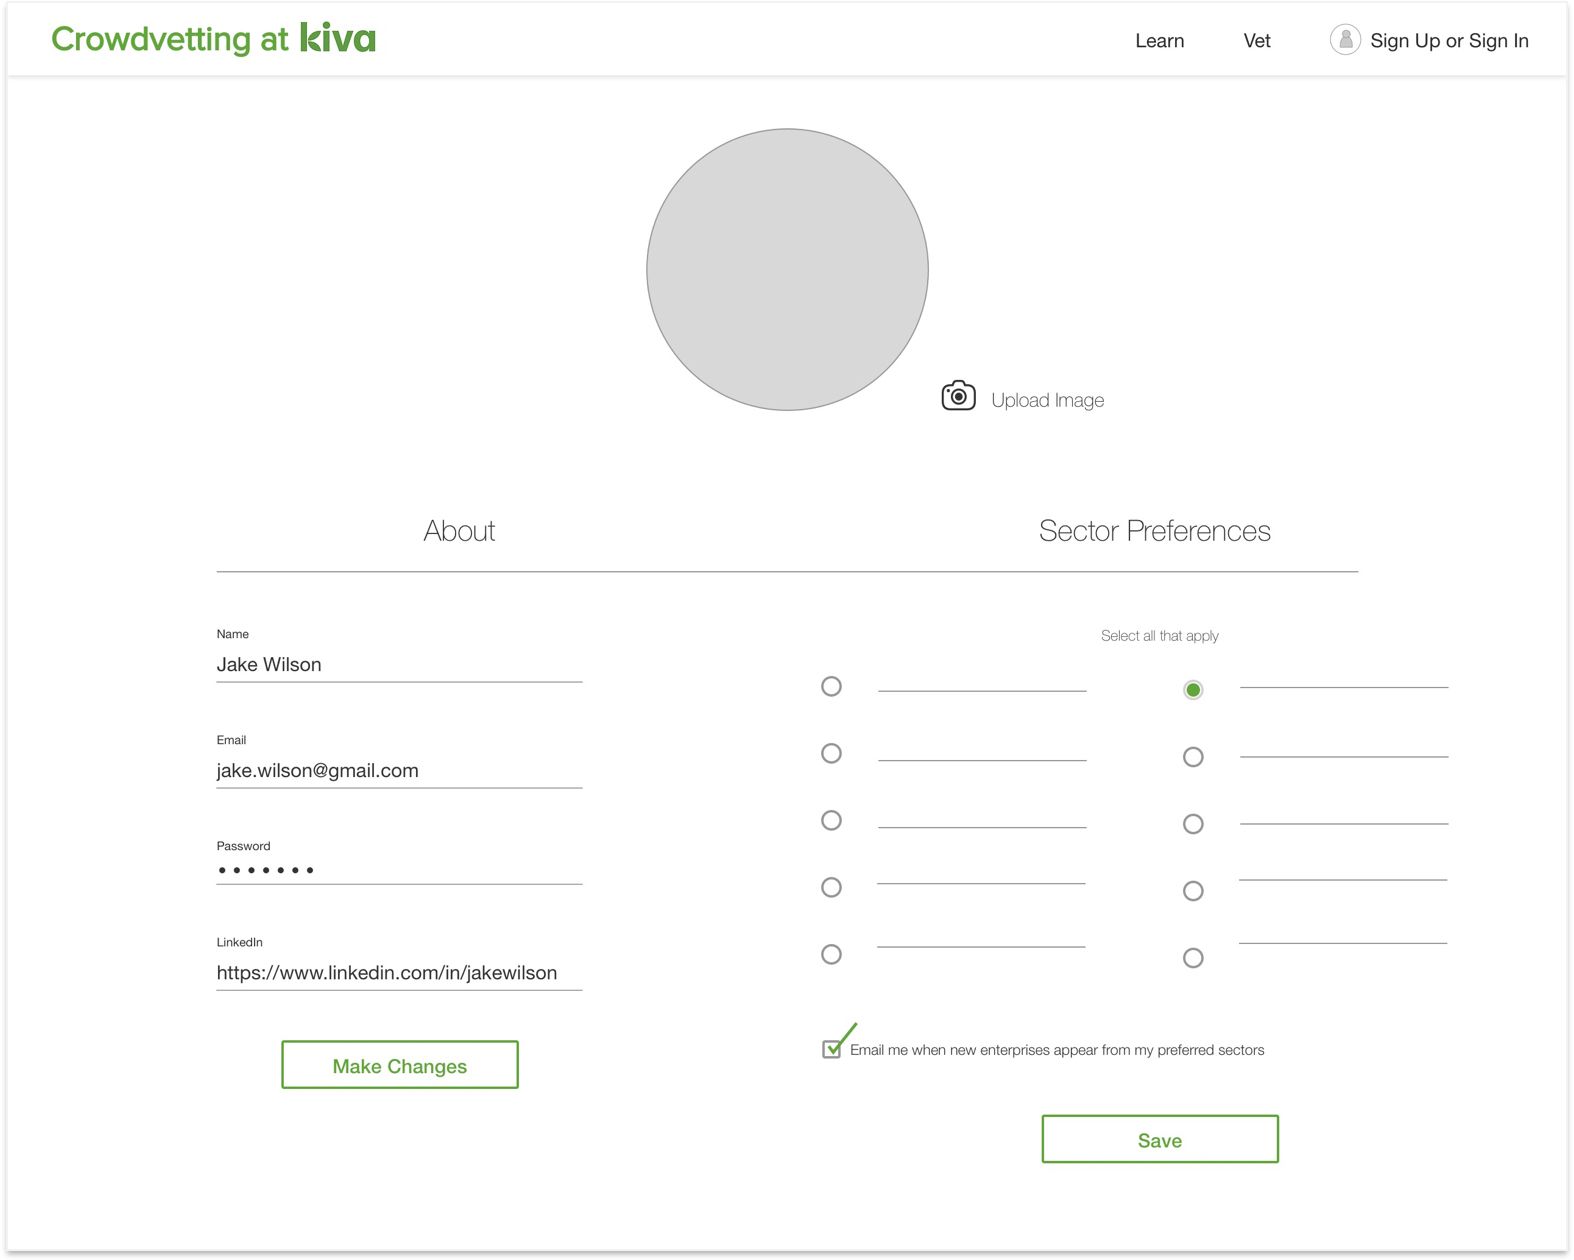 Crowdvetting at kiva
Learn Vet Sign Up or Sign In
Upload Image
About Sector Preferences
Name
Jake Wilson
Select all that apply
Email
jake.wilson@gmail.com
Password
•••••••
LinkedIn
https://www.linkedin.com/in/jakewilson
Make Changes
Email me when new enterprises appear from my preferred sectors
Save